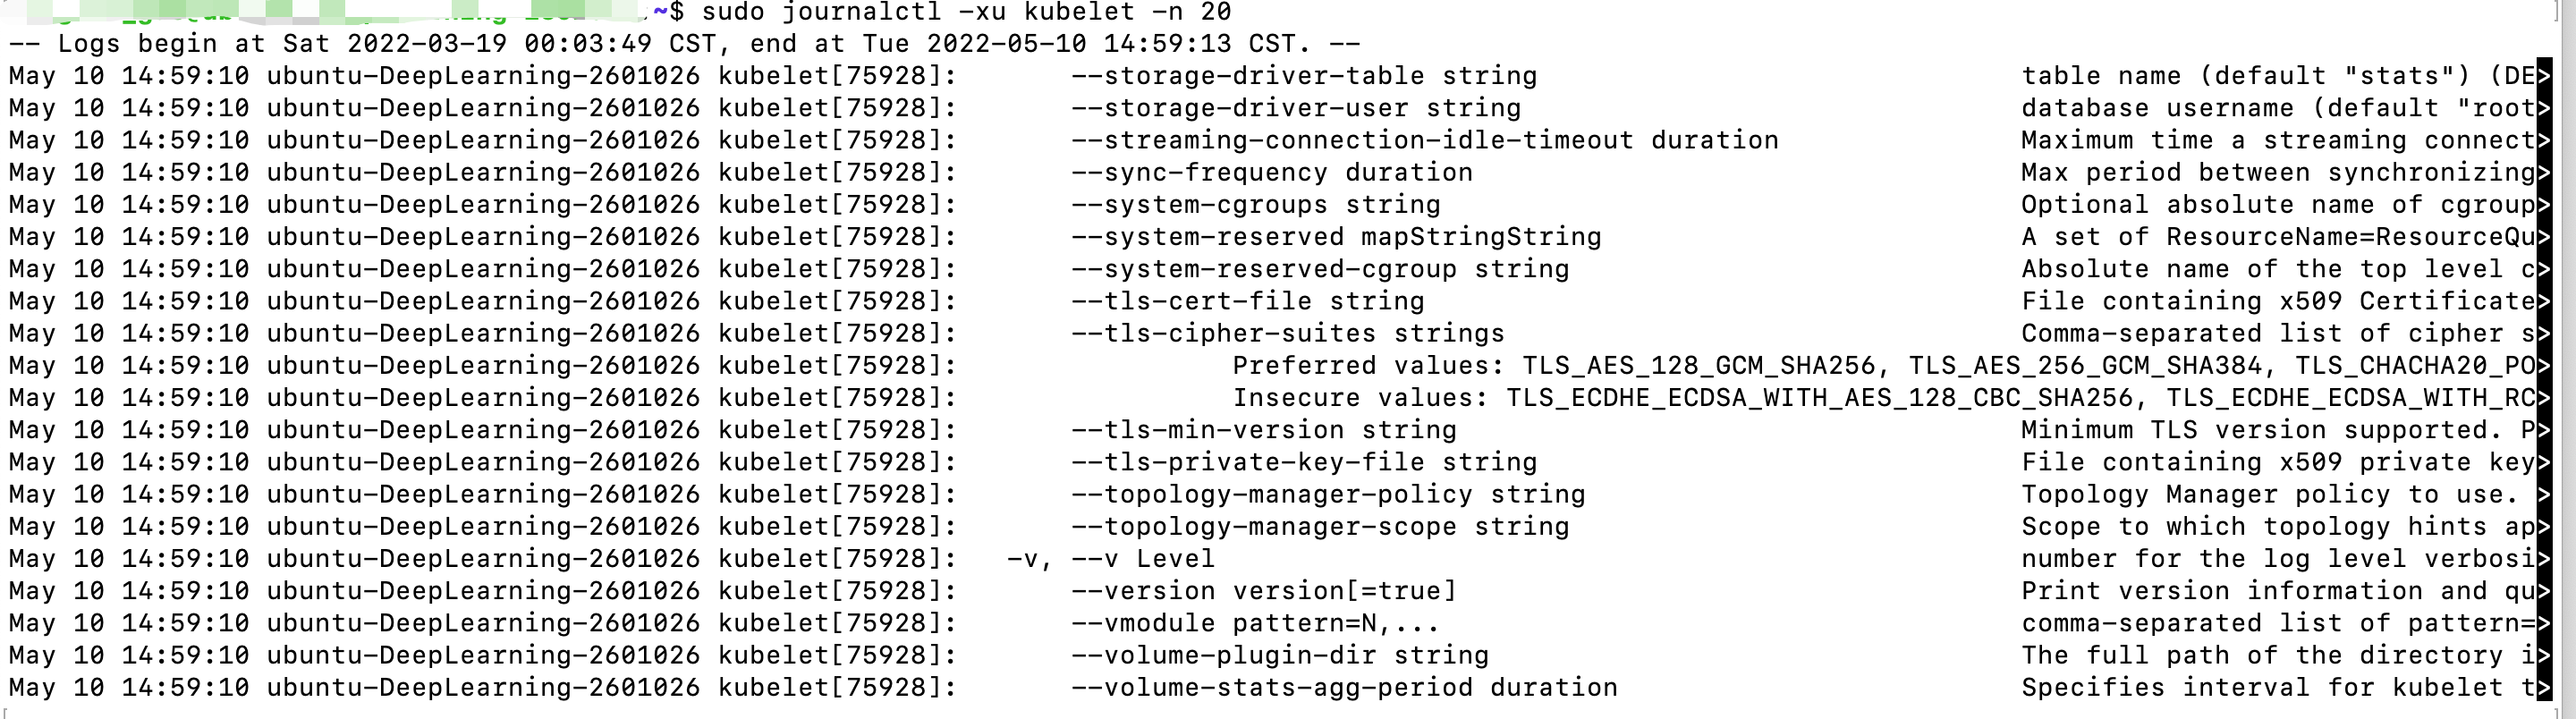 ~$ sudo journalctl -xu kubelet -n 20
-- Logs begin at Sat 2022-03-19 00:03:49 CST, end at Tue 2022-05-10 14:59:13 CST. --
May 10 14:59:10 ubuntu-DeepLearning-2601026 kubelet[75928]:       --storage-driver-table string                              table name (default "stats") (DE>
May 10 14:59:10 ubuntu-DeepLearning-2601026 kubelet[75928]:       --storage-driver-user string                               database username (default "root>
May 10 14:59:10 ubuntu-DeepLearning-2601026 kubelet[75928]:       --streaming-connection-idle-timeout duration               Maximum time a streaming connect>
May 10 14:59:10 ubuntu-DeepLearning-2601026 kubelet[75928]:       --sync-frequency duration                                  Max period between synchronizing>
May 10 14:59:10 ubuntu-DeepLearning-2601026 kubelet[75928]:       --system-cgroups string                                    Optional absolute name of cgroup>
May 10 14:59:10 ubuntu-DeepLearning-2601026 kubelet[75928]:       --system-reserved mapStringString                          A set of ResourceName=ResourceQu>
May 10 14:59:10 ubuntu-DeepLearning-2601026 kubelet[75928]:       --system-reserved-cgroup string                            Absolute name of the top level c>
May 10 14:59:10 ubuntu-DeepLearning-2601026 kubelet[75928]:       --tls-cert-file string                                     File containing x509 Certificate>
May 10 14:59:10 ubuntu-DeepLearning-2601026 kubelet[75928]:       --tls-cipher-suites strings                                Comma-separated list of cipher s>
May 10 14:59:10 ubuntu-DeepLearning-2601026 kubelet[75928]:                 Preferred values: TLS_AES_128_GCM_SHA256, TLS_AES_256_GCM_SHA384, TLS_CHACHA20_PO>
May 10 14:59:10 ubuntu-DeepLearning-2601026 kubelet[75928]:                 Insecure values: TLS_ECDHE_ECDSA_WITH_AES_128_CBC_SHA256, TLS_ECDHE_ECDSA_WITH_RC>
May 10 14:59:10 ubuntu-DeepLearning-2601026 kubelet[75928]:       --tls-min-version string                                   Minimum TLS version supported. P>
May 10 14:59:10 ubuntu-DeepLearning-2601026 kubelet[75928]:       --tls-private-key-file string                              File containing x509 private key>
May 10 14:59:10 ubuntu-DeepLearning-2601026 kubelet[75928]:       --topology-manager-policy string                           Topology Manager policy to use. >
May 10 14:59:10 ubuntu-DeepLearning-2601026 kubelet[75928]:       --topology-manager-scope string                            Scope to which topology hints ap>
May 10 14:59:10 ubuntu-DeepLearning-2601026 kubelet[75928]:   -v, --v Level                                                  number for the log level verbosi>
May 10 14:59:10 ubuntu-DeepLearning-2601026 kubelet[75928]:       --version version[=true]                                   Print version information and qu>
May 10 14:59:10 ubuntu-DeepLearning-2601026 kubelet[75928]:       --vmodule pattern=N,...                                    comma-separated list of pattern=>
May 10 14:59:10 ubuntu-DeepLearning-2601026 kubelet[75928]:       --volume-plugin-dir string                                 The full path of the directory i>
May 10 14:59:10 ubuntu-DeepLearning-2601026 kubelet[75928]:       --volume-stats-agg-period duration                         Specifies interval for kubelet t>